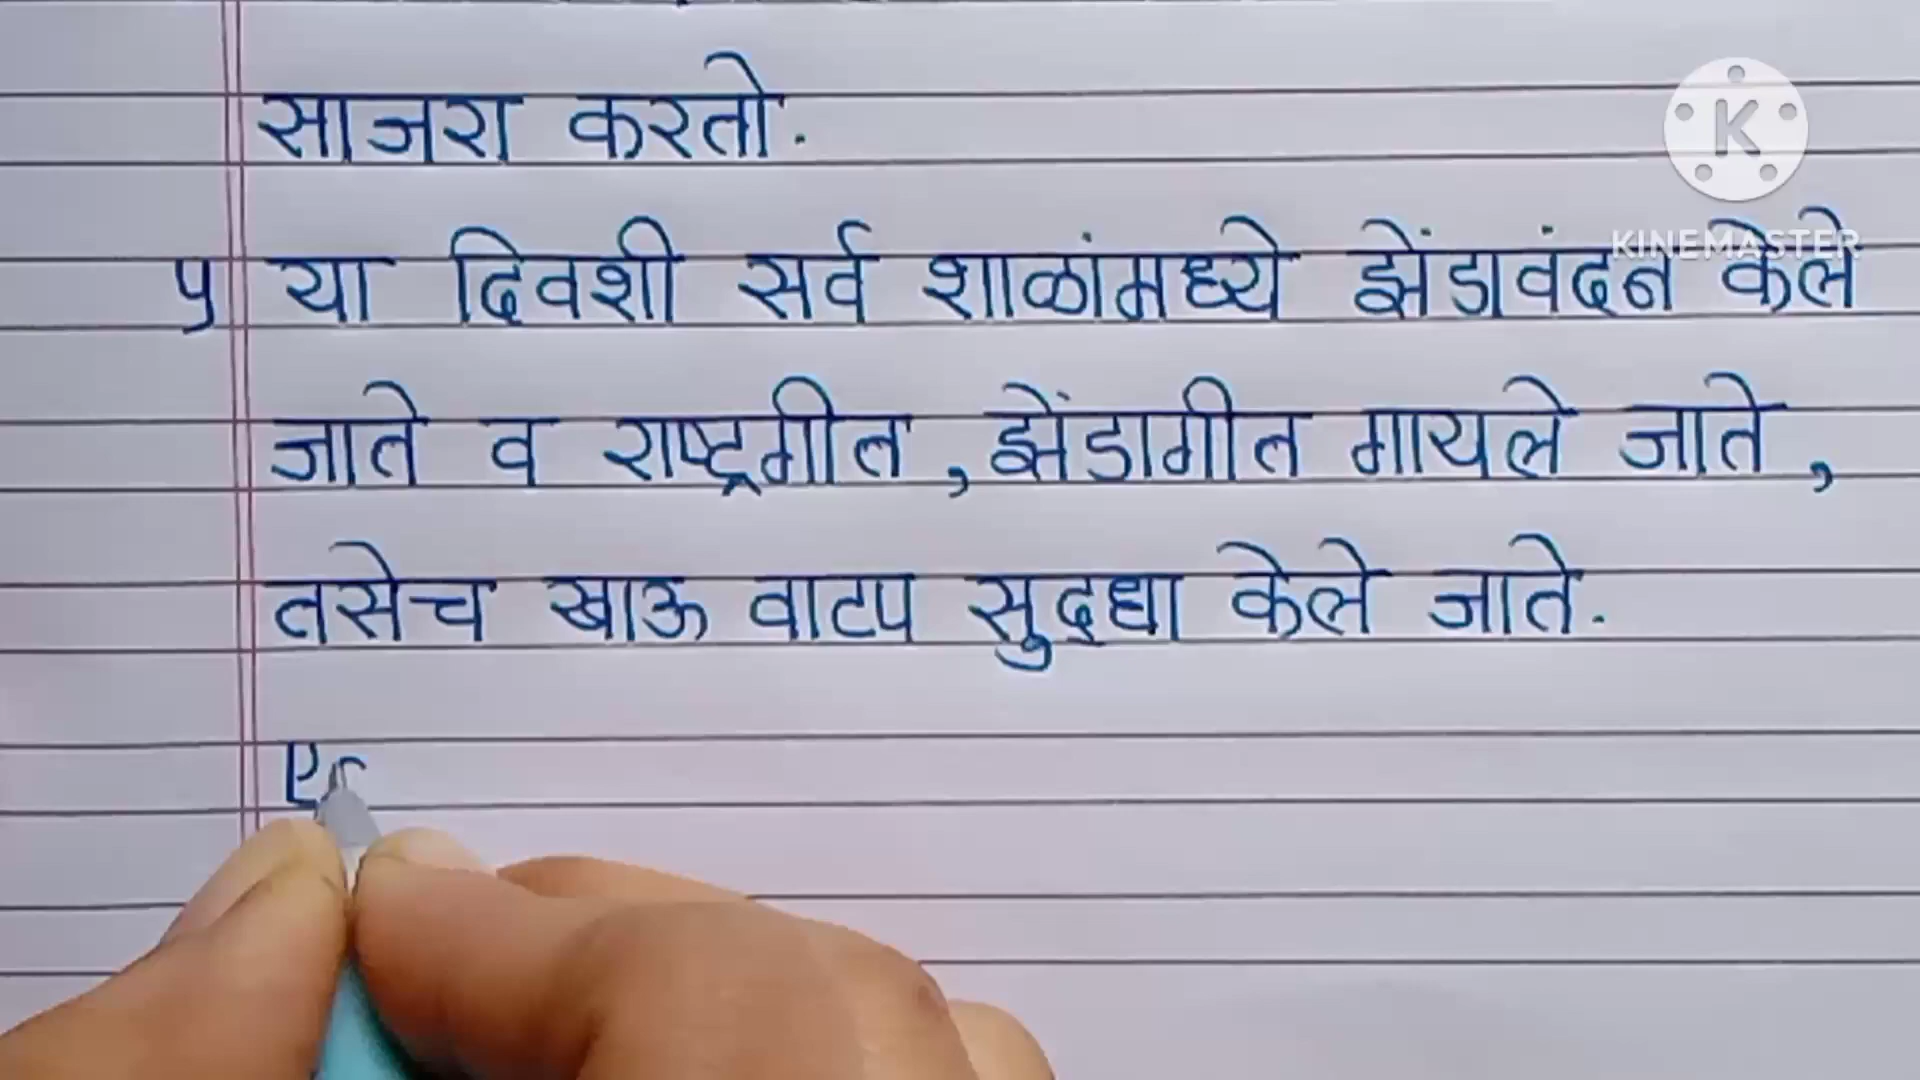 साजरा करतो.
५ या दिवशी सर्व शाळांमध्ये झेंडावंदन केले
जाते व राष्ट्रगीत, झेंडागीत गायले जाते,
तसेच खाऊ वाटप सुद्धा केले जाते.
K
KINEMASTER